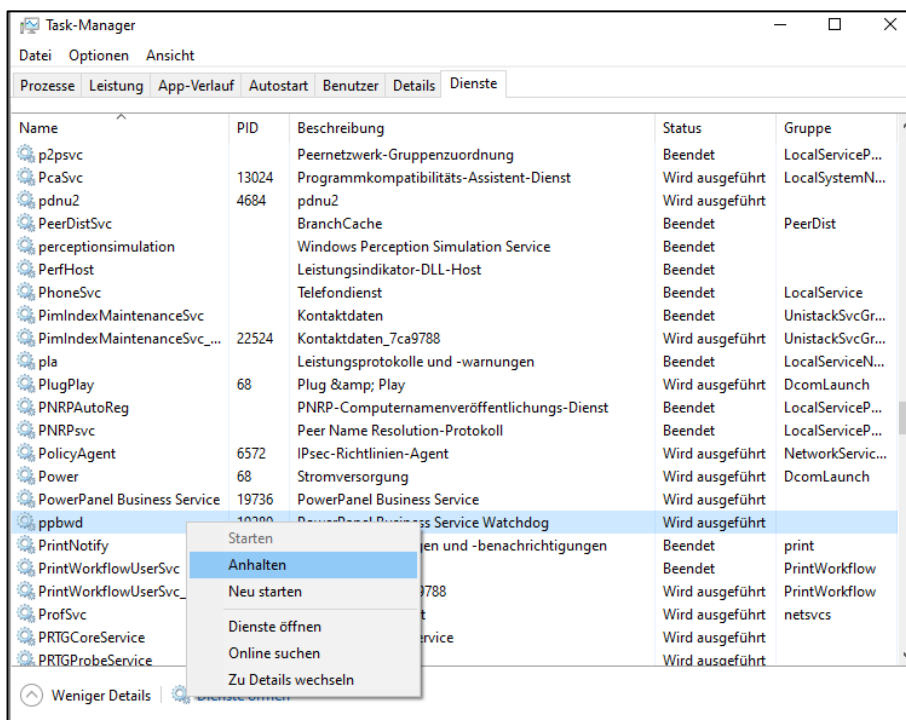 Task-Manager
Datei Optionen Ansicht
Prozesse Leistung App-Verlauf Autostart Benutzer Details Dienste
Name PID Beschreibung Status Gruppe
p2psvc Peernetzwerk-Gruppenzuordnung Beendet LocalServiceP...
PcaSvc 13024 Programmkompatibilitäts-Assistent-Dienst Wird ausgeführt LocalSystemN...
pdnu2 4684 pdnu2 Wird ausgeführt
PeerDistSvc BranchCache Beendet PeerDist
perceptionsimulation Windows Perception Simulation Service Beendet
PerfHost Leistungsindikator-DLL-Host Beendet
PhoneSvc Telefondienst Beendet LocalService
PimIndexMaintenanceSvc Kontaktdaten Beendet UnistackSvcGr...
PimIndexMaintenanceSvc_... 22524 Kontaktdaten_7ca9788 Wird ausgeführt UnistackSvcGr...
pla Leistungsprotokolle und -warnungen Beendet LocalServiceN...
PlugPlay 68 Plug &amp; Play Wird ausgeführt DcomLaunch
PNRPAutoReg PNRP-Computernamenveröffentlichungs-Dienst Beendet LocalServiceP...
PNRPsvc Peer Name Resolution-Protokoll Beendet LocalServiceP...
PolicyAgent 6572 IPsec-Richtlinien-Agent Wird ausgeführt NetworkServic...
Power 68 Stromversorgung Wird ausgeführt DcomLaunch
PowerPanel Business Service 19736 PowerPanel Business Service Wird ausgeführt
ppbwd PowerPanel Business Service Watchdog Wird ausgeführt
Starten
PrintNotify und -benachrichtigungen Beendet print
Anhalten
PrintWorkflowUserSvc Beendet PrintWorkflow
Neu starten
PrintWorkflowUserSvc_ 9788 Wird ausgeführt PrintWorkflow
ProfSvc Wird ausgeführt netsvcs
Dienste öffnen
PRTGCoreService Wird ausgeführt
Online suchen
PRTGProbeService Wird ausgeführt
Zu Details wechseln
Weniger Details Dienste öffnen